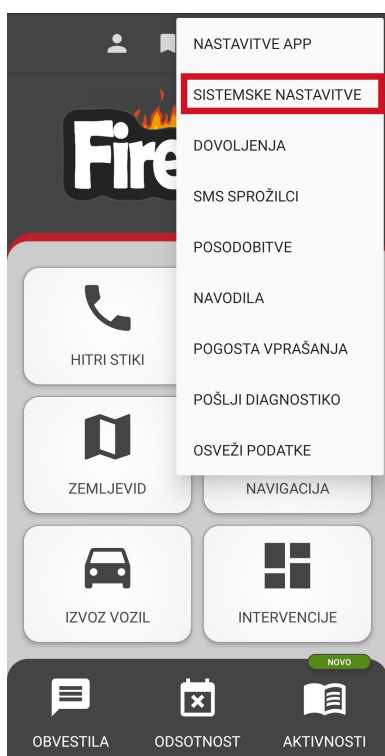 NASTAVITVE APP
SISTEMSKE NASTAVITVE
DOVOLJENJA
SMS SPROŽILCI
POSODOBITVE
NAVODILA
POGOSTA VPRAŠANJA
POŠLJI DIAGNOSTIKO
OSVEŽI PODATKE
Fire
HITRI STIKI
ZEMLJEVID
NAVIGACIJA
IZVOZ VOZIL
INTERVENCIJE
NOVO
OBVESTILA
ODSOTNOST
AKTIVNOSTI